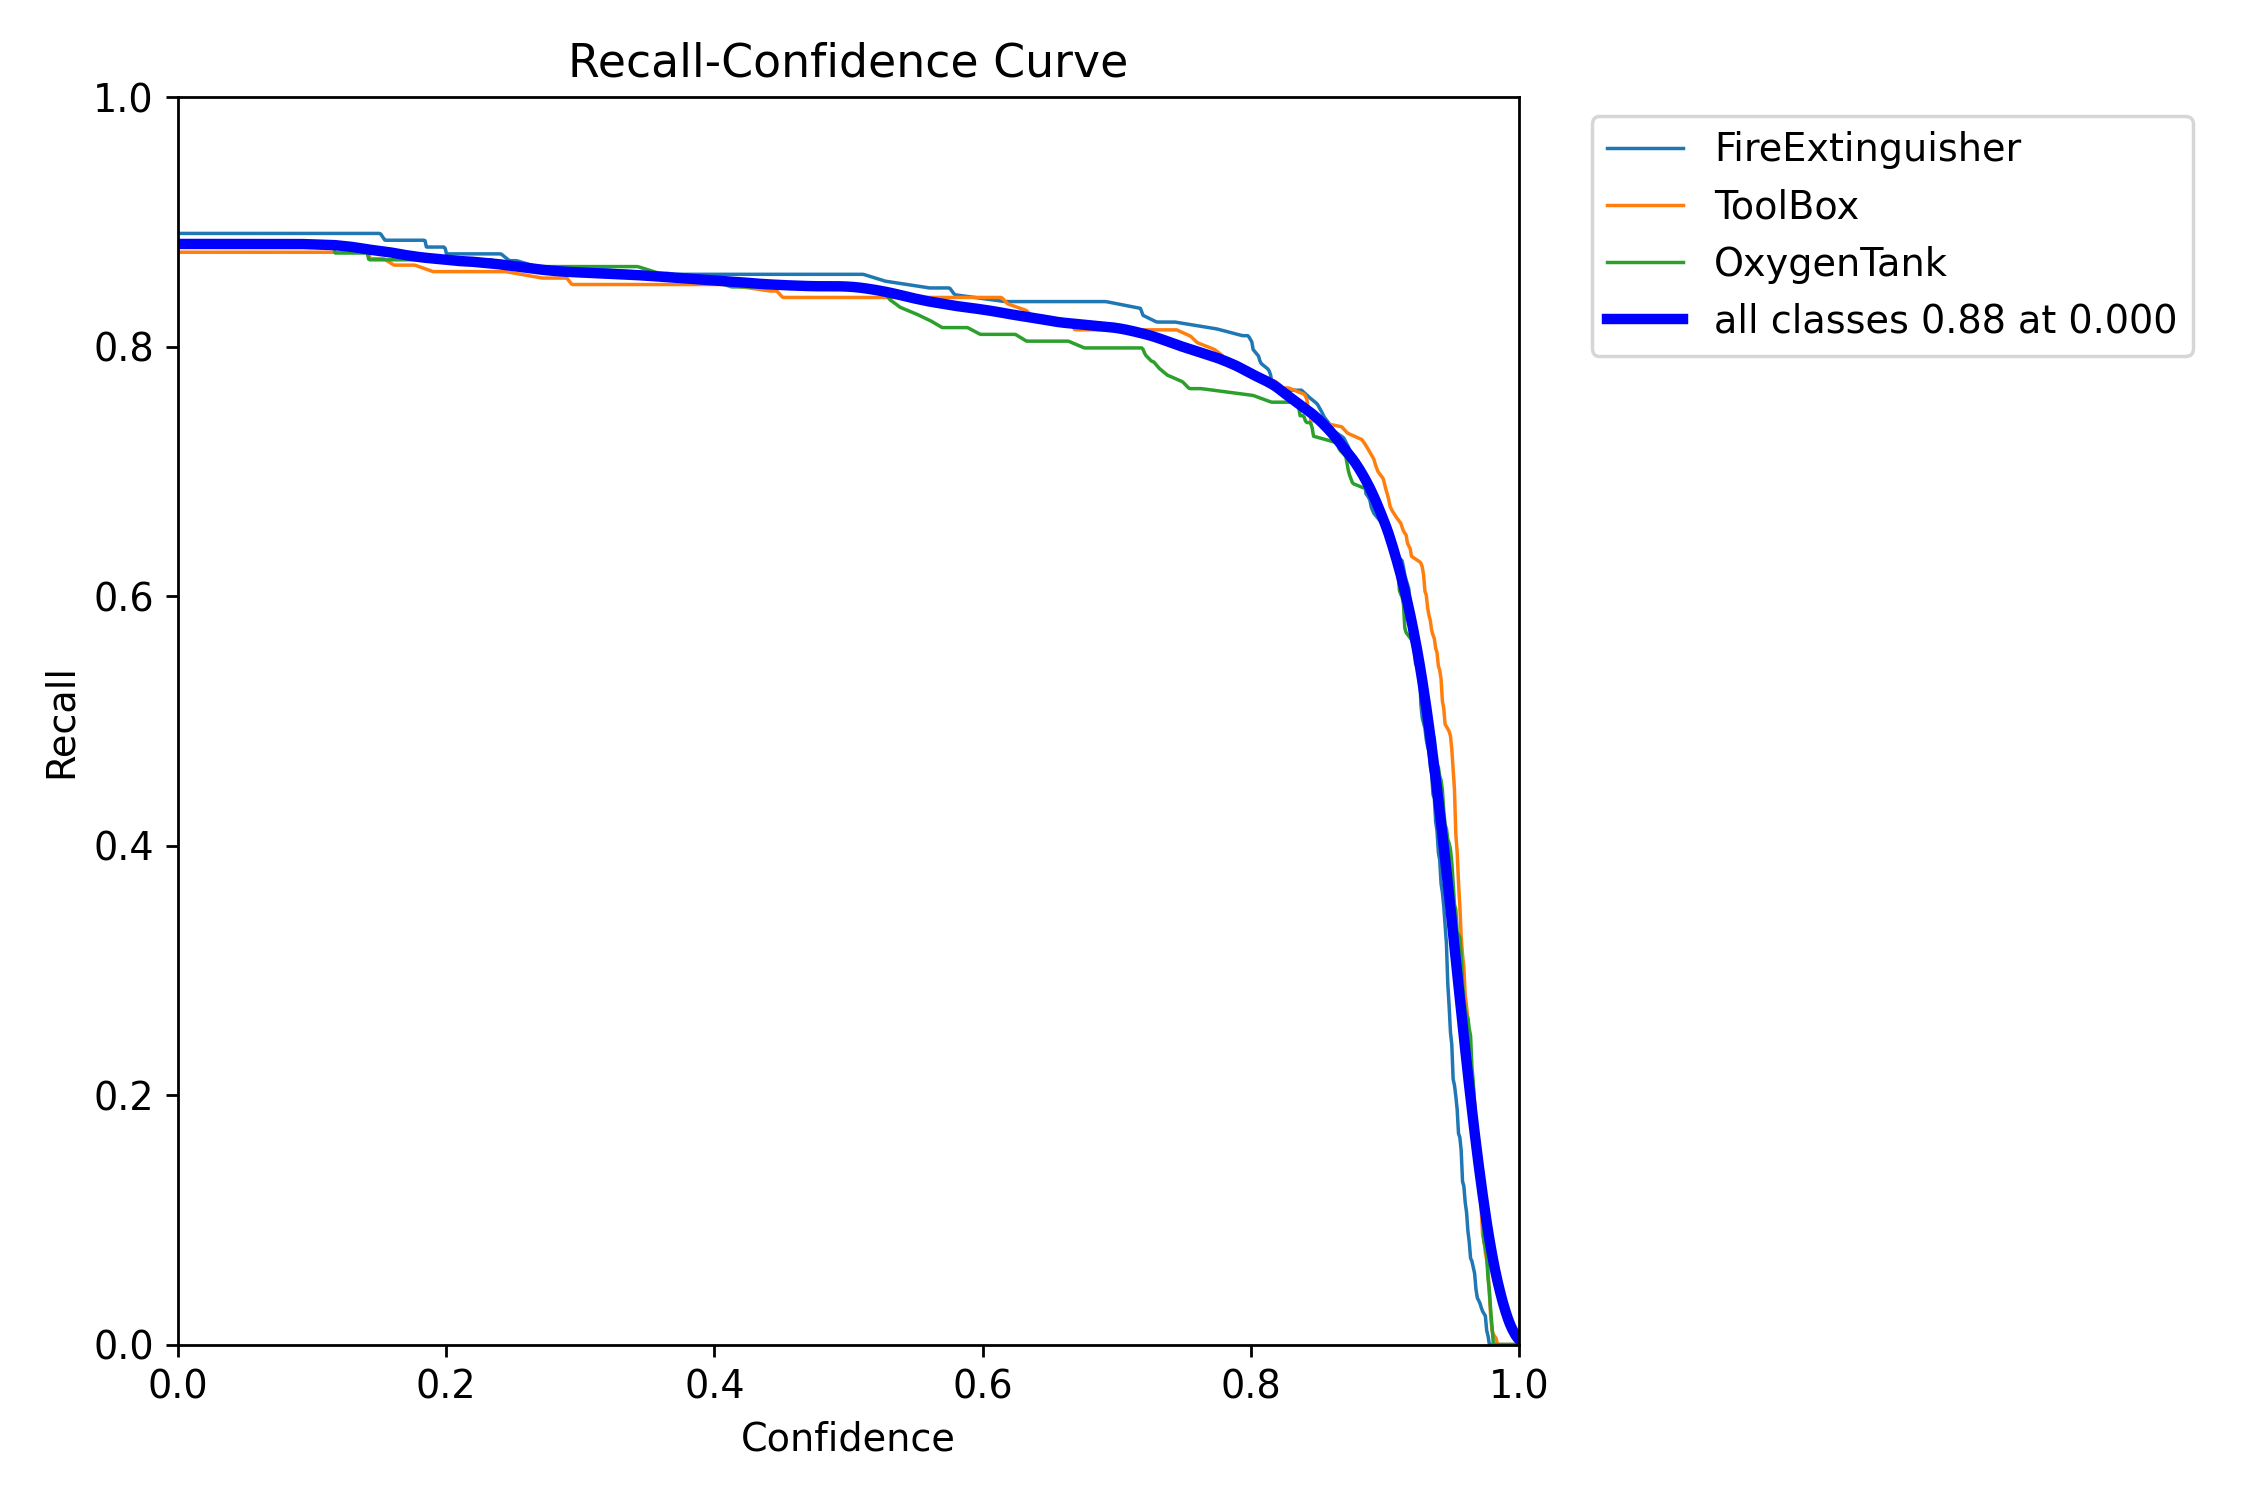 Recall-Confidence Curve
1.0
0.8
0.6
0.4
0.2
0.0
Recall
0.0 0.2 0.4 0.6 0.8 1.0
Confidence
FireExtinguisher
ToolBox
OxygenTank
all classes 0.88 at 0.000